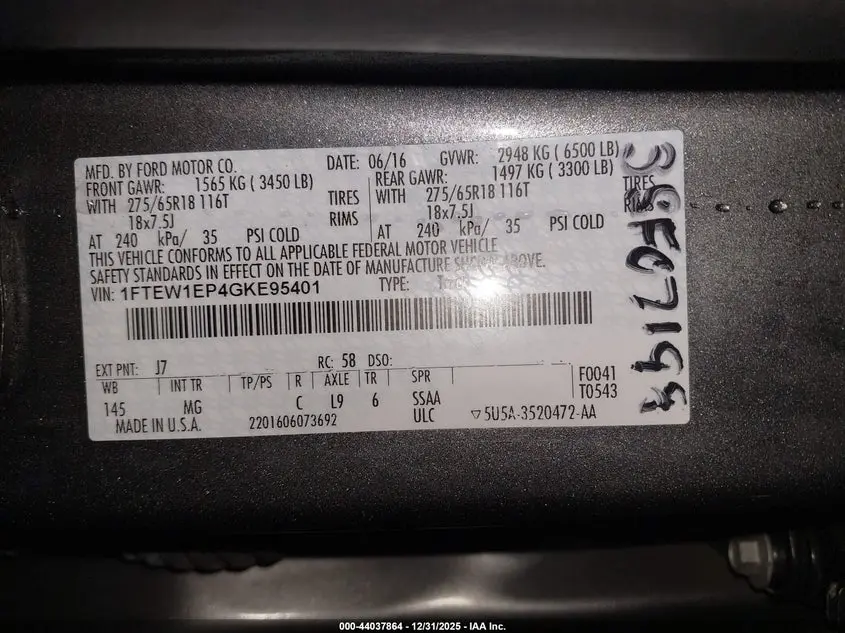 MFD. BY FORD MOTOR CO.
DATE: 06/16 GVWR: 2948 KG ( 6500 LB)
FRONT GAWR: 1565 KG ( 3450 LB)
REAR GAWR: 1497 KG ( 3300 LB)
WITH 275/65R18 116T TIRES
WITH 275/65R18 116T TIRES
18x7.5J RIMS
18x7.5J RIMS
AT 240 kPa/ 35 PSI COLD
AT 240 kPa/ 35 PSI COLD
THIS VEHICLE CONFORMS TO ALL APPLICABLE FEDERAL MOTOR VEHICLE
SAFETY STANDARDS IN EFFECT ON THE DATE OF MANUFACTURE SHOWN ABOVE.
VIN: 1FTEW1EP4GKE95401 TYPE:
EXT PNT: J7 RC: 58 DSO:
WB INT TR TP/PS R AXLE TR SPR
F0041
T0543
145 MG C L9 6 SSAA
MADE IN U.S.A. 2201606073692 ULC ▽5U5A-3520472-AA
000-44037864 • 12/31/2025 - IAA Inc.